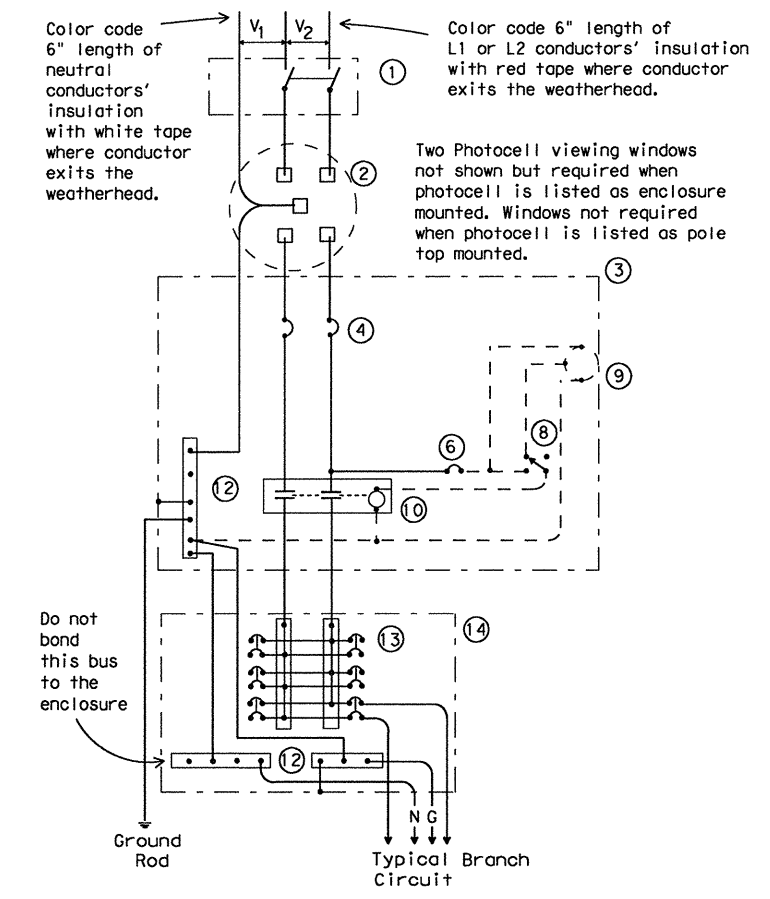 Color code
6" length of
neutral
conductors'
insulation
with white tape
where conductor
exits the
weatherhead.
V1 V2
Color code 6" length of
L1 or L2 conductors' insulation
with red tape where conductor
exits the weatherhead.
1
Two Photocell viewing windows
not shown but required when
photocell is listed as enclosure
mounted. Windows not required
when photocell is listed as pole
top mounted.
2
3
4
9
6
8
12
10
Do not
bond
this bus
to the
enclosure
13
14
12
N G
Ground
Rod
Typical Branch
Circuit